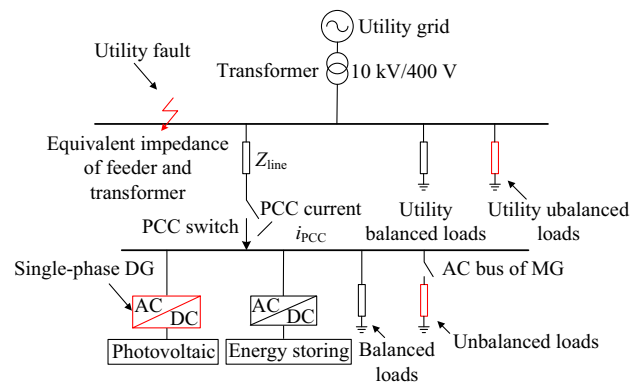 Utility grid
Utility fault
Transformer
10 kV/400 V
Equivalent impedance
of feeder and
transformer
Zline
PCC switch
PCC current
iPCC
Utility
balanced loads
Utility ubalanced
loads
Single-phase DG
AC bus of MG
AC
DC
AC
DC
Photovoltaic
Energy storing
Balanced
loads
Unbalanced loads